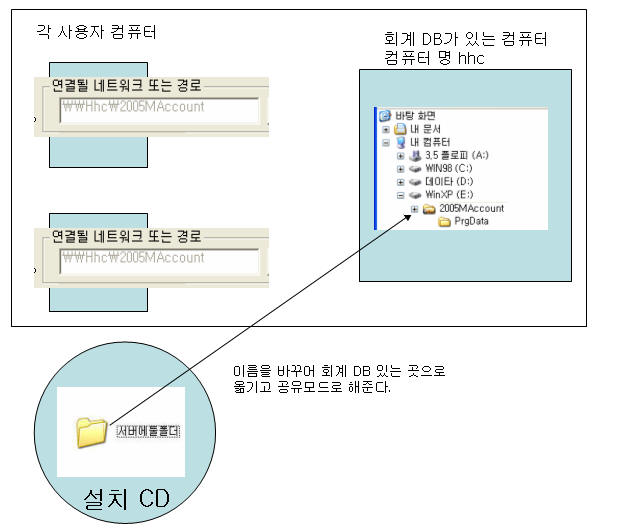 각 사용자 컴퓨터
연결될 네트워크 또는 경로
₩₩Hhc₩2005MAccount
연결될 네트워크 또는 경로
₩₩Hhc₩2005MAccount
회계 DB가 있는 컴퓨터
컴퓨터 명 hhc
바탕 화면
내 문서
내 컴퓨터
3,5 플로피 (A:)
WIN98 (C:)
데이타 (D:)
WinXP (E:)
2005MAccount
PrgData
이름을 바꾸어 회계 DB 있는 곳으로
옮기고 공유모드로 해준다.
서버에둘폴더
설치 CD